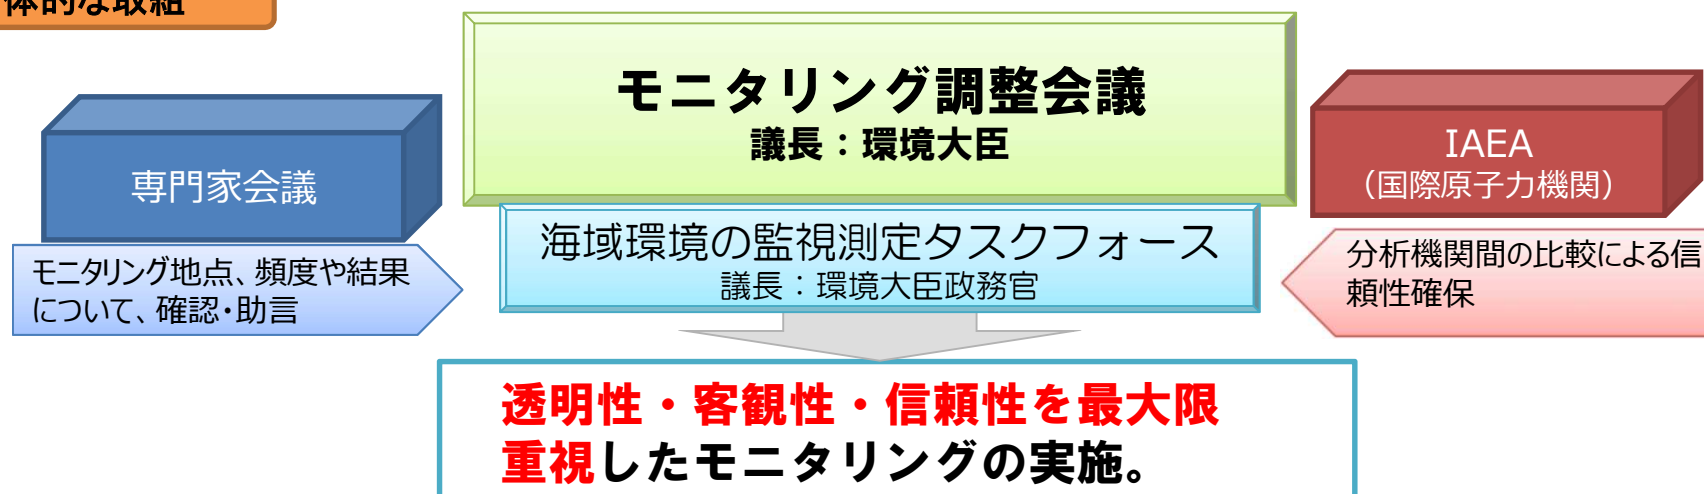 体的な取組
モニタリング調整会議
議長：環境大臣
専門家会議
IAEA
（国際原子力機関）
海域環境の監視測定タスクフォース
議長：環境大臣政務官
モニタリング地点、頻度や結果
について、確認・助言
分析機関間の比較による信
頼性確保
透明性・客観性・信頼性を最大限
重視したモニタリングの実施。